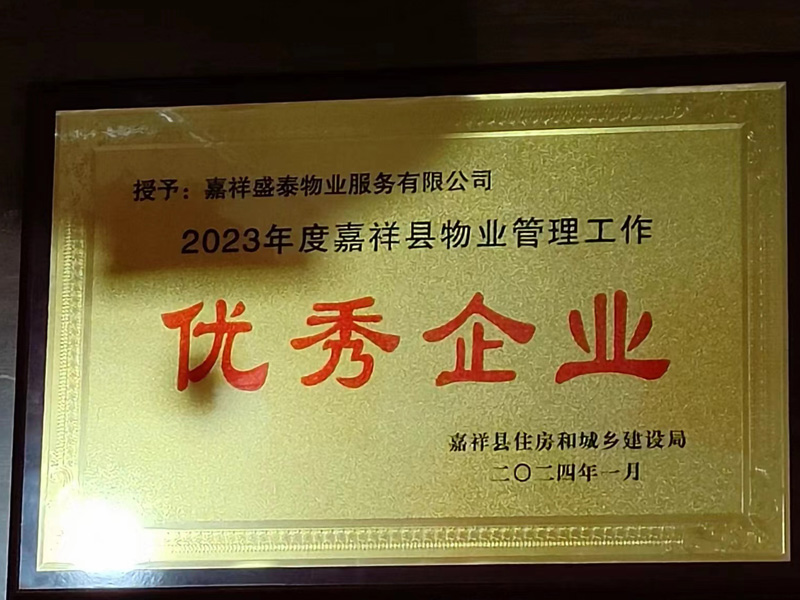 授予：嘉祥盛泰物业服务有限公司
2023年度嘉祥县物业管理工作
优秀企业
嘉祥县住房和城乡建设局
二〇二四年一月